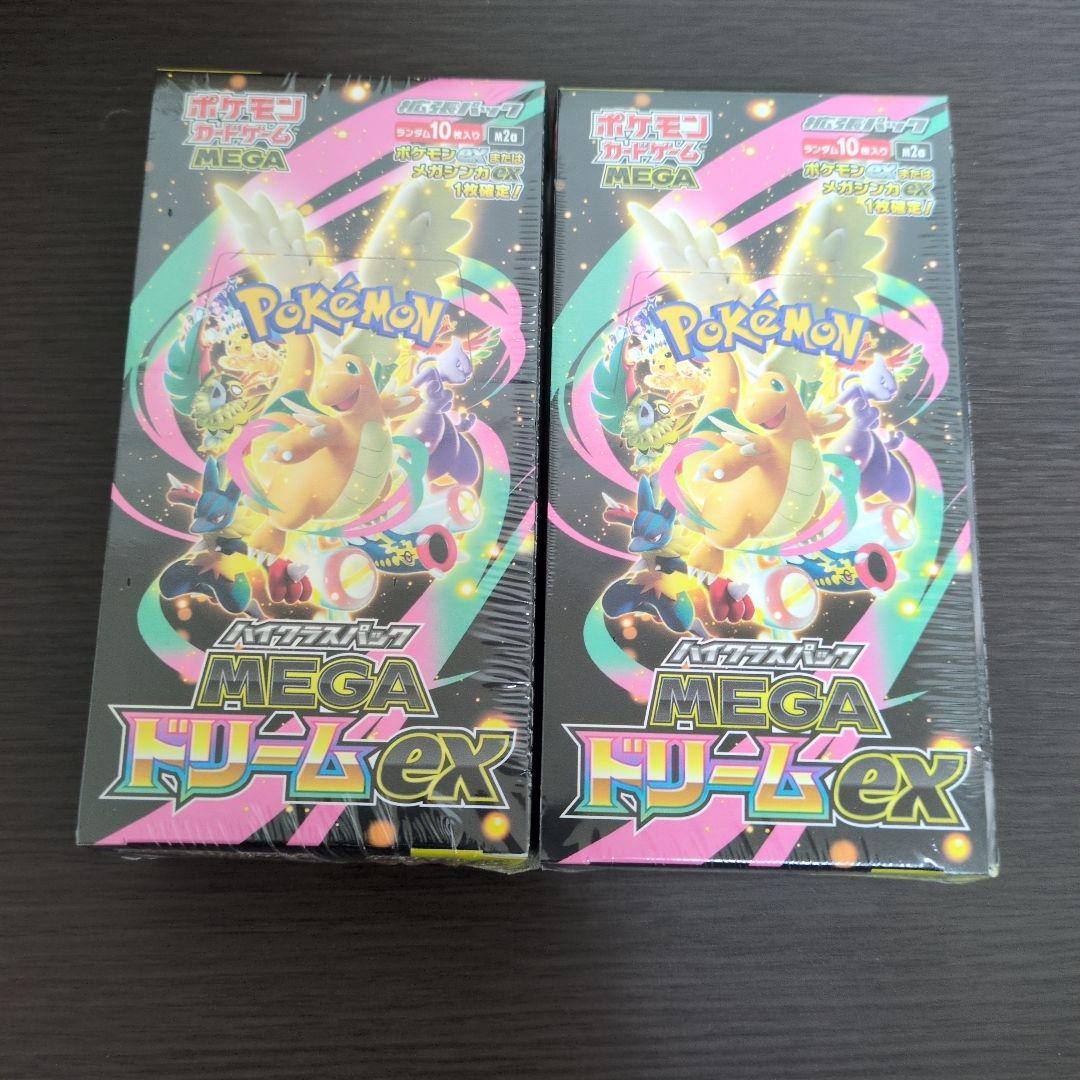 ポケモン
カードゲーム
MEGA
拡張パック
ランダム10枚入り M2a
ポケモンexまたは
メガシンカex
1枚確定!
POKéMON
ハイクラスパック
MEGA
ドリームex
ポケモン
カードゲーム
MEGA
拡張パック
ランダム10枚入り M2a
ポケモンexまたは
メガシンカex
1枚確定!
POKéMON
ハイクラスパック
MEGA
ドリームex